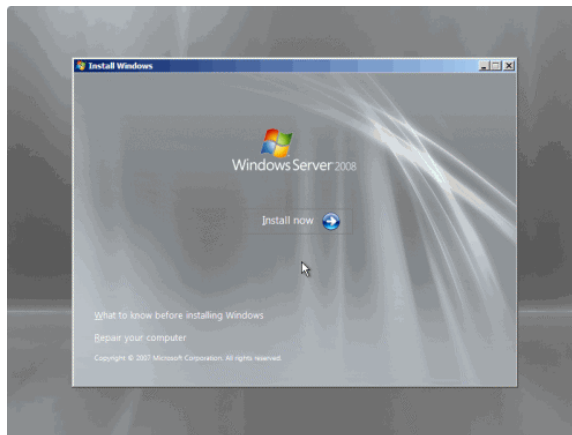 Install Windows
Windows Server 2008
Install now
What to know before installing Windows
Repair your computer
Copyright © 2007 Microsoft Corporation. All rights reserved.